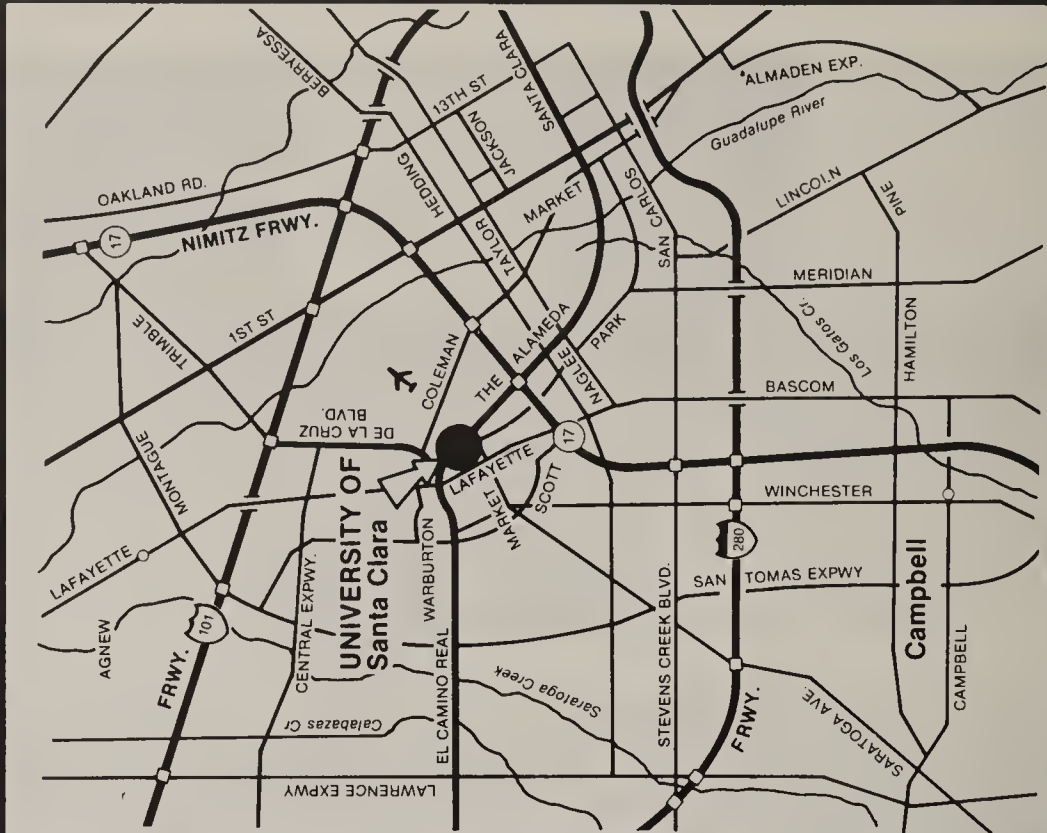 BERRYESSA
SANTA CLARA
ALMADEN EXP.
13TH ST
JACKSON
Guadalupe River
OAKLAND RD.
HEDDING
MARKET
SAN CARLOS
LINCOLN
PINE
17
NIMITZ FRWY.
TAYLOR
MERIDIAN
TRIMBLE
1ST ST
COLEMAN
THE ALAMEDA
PARK
NAGLEE
Los Gatos Cr.
HAMILTON
BASCOM
DE LA CRUZ
BLVD.
MONTAGUE
LAFAYETTE
17
SCOTT
MARKET
WINCHESTER
LAFAYETTE
UNIVERSITY OF
Santa Clara
WARBURTON
280
SAN TOMAS EXPWY
CENTRAL EXPWY.
STEVENS CREEK BLVD.
Campbell
CAMPBELL
AGNEW
101
FRWY.
EL CAMINO REAL
Saratoga Creek
Calabazas Cr
FRWY.
SARATOGA AVE.
LAWRENCE EXPWY